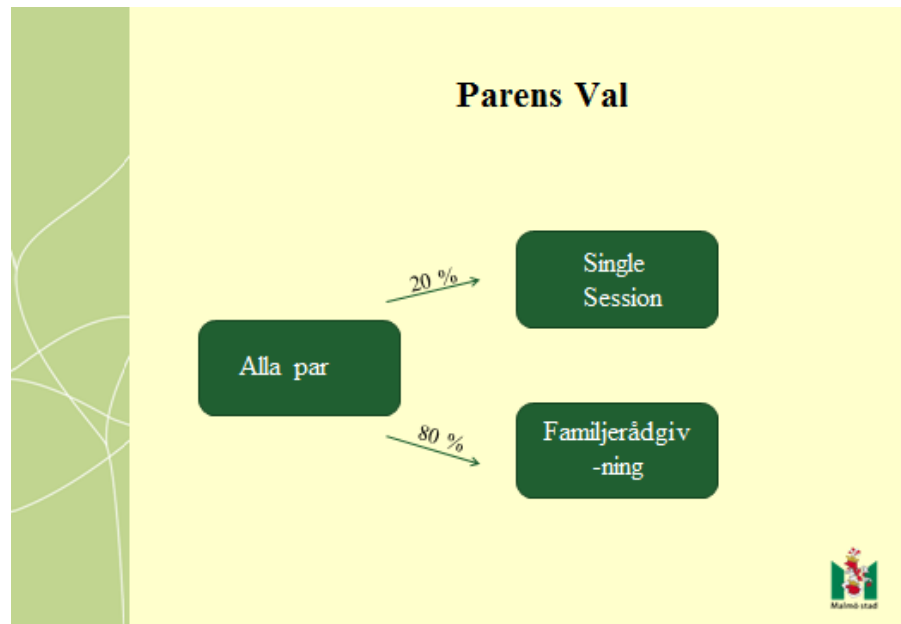 Parens Val
Single
Session
20 %
Alla par
80 %
Familjerådgiv
-ning
Malmö stad